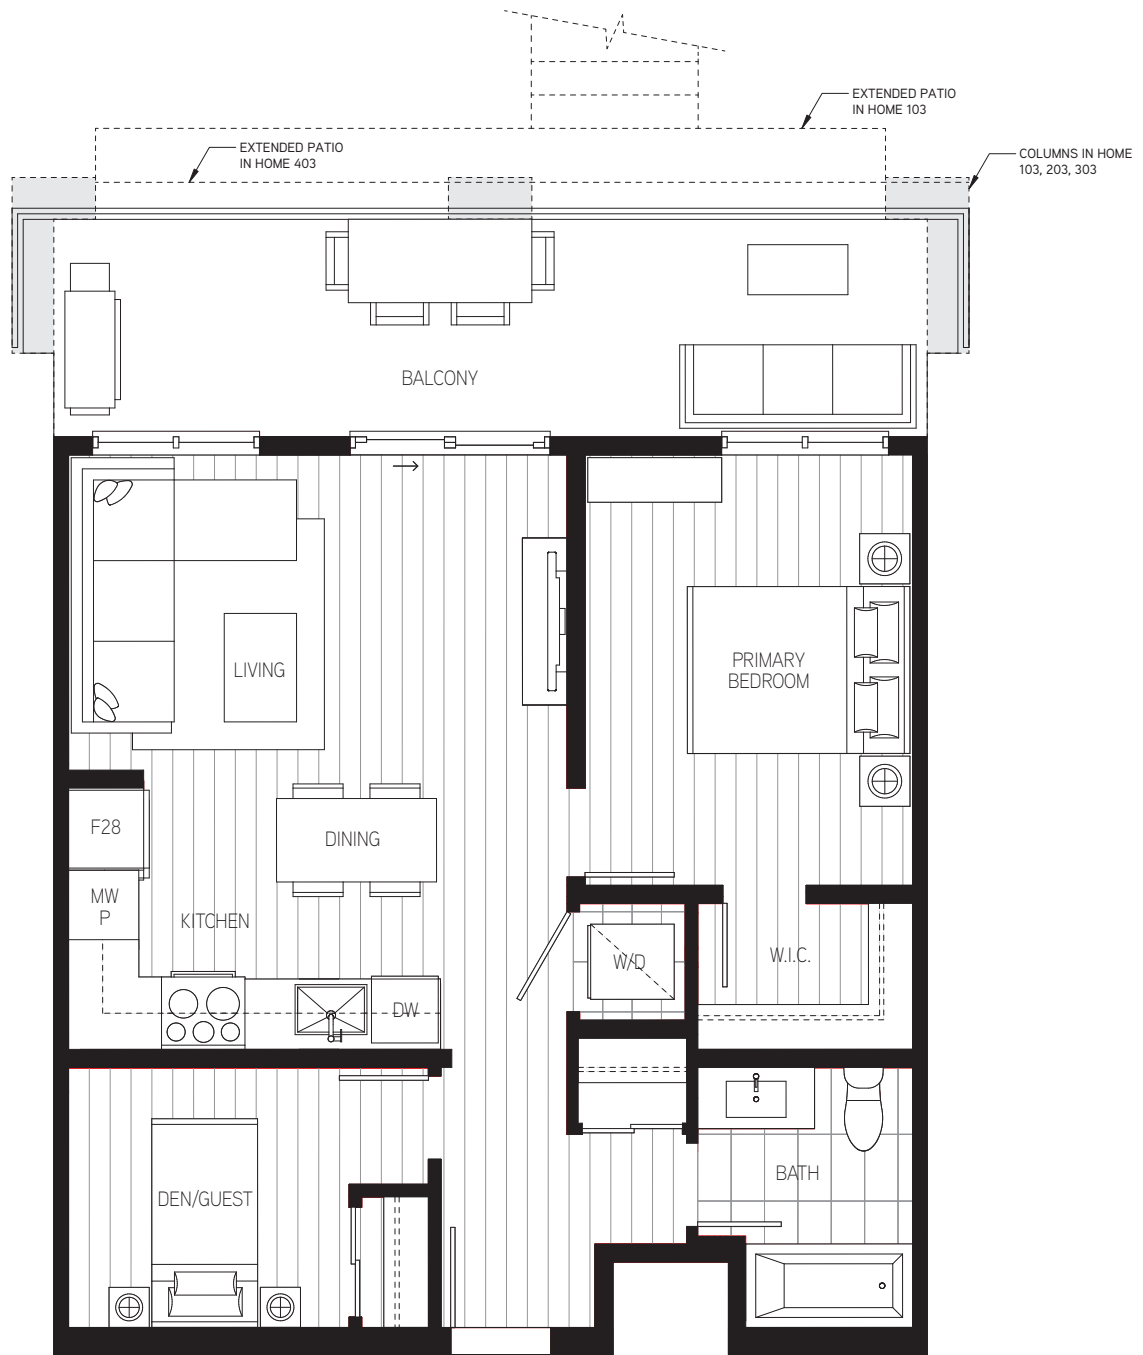 EXTENDED PATIO
IN HOME 103
EXTENDED PATIO
IN HOME 403
COLUMNS IN HOME
103, 203, 303
BALCONY
LIVING
PRIMARY
BEDROOM
F28
DINING
MW
P
KITCHEN
W/D
W.I.C.
DW
BATH
DEN/GUEST